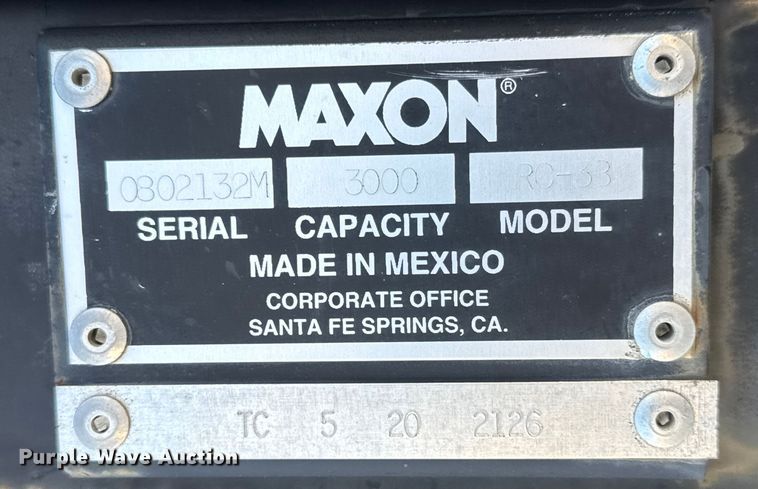 MAXON®
0802132M 3000 RC-33
SERIAL CAPACITY MODEL
MADE IN MEXICO
CORPORATE OFFICE
SANTA FE SPRINGS, CA.
TC 5 20 2126
Purple Wave Auction